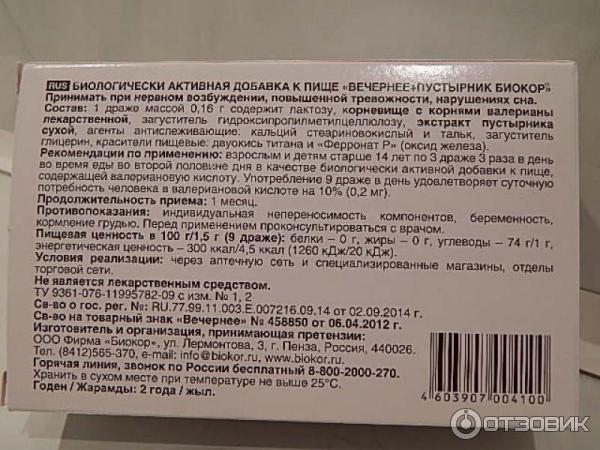 RUS БИОЛОГИЧЕСКИ АКТИВНАЯ ДОБАВКА К ПИЩЕ «ВЕЧЕРНЕЕ+ПУСТЫРНИК БИОКОР»®
Принимать при нервном возбуждении, повышенной тревожности, нарушениях сна.
Состав: 1 драже массой 0,16 г содержит лактозу, корневище с корнями валерианы
лекарственной, загуститель гидроксипропилметилцеллюлозу, экстракт пустырника
сухой, агенты антислеживающие: кальций стеариновокислый и тальк, загуститель
глицерин, красители пищевые: двуокись титана и «Ферронат Р» (оксид железа).
Рекомендации по применению: взрослым и детям старше 14 лет по 3 драже 3 раза в день
во время еды во второй половине дня в качестве биологически активной добавки к пище,
содержащей валериановую кислоту. Употребление 9 драже в день удовлетворяет суточную
потребность человека в валериановой кислоте на 10% (0,2 мг).
Продолжительность приема: 1 месяц.
Противопоказания: индивидуальная непереносимость компонентов, беременность,
кормление грудью. Перед применением проконсультироваться с врачом.
Пищевая ценность в 100 г/1,5 г (9 драже): белки – 0 г, жиры – 0 г, углеводы – 74 г/1 г,
энергетическая ценность – 300 ккал/4,5 ккал (1260 кДж/20 кДж).
Условия реализации: через аптечную сеть и специализированные магазины, отделы
торговой сети.
Не является лекарственным средством.
ТУ 9361-076-11995782-09 с изм. № 1, 2
Св-во о гос. рег. №: RU.77.99.11.003.Е.007216.09.14 от 02.09.2014 г.
Св-во на товарный знак «Вечернее» № 458850 от 06.04.2012 г.
Изготовитель и организация, принимающая претензии:
ООО Фирма «Биокор», ул. Лермонтова, 3, г. Пенза, Россия, 440026.
Тел. (8412)565-370, e-mail: info@biokor.ru, www.biokor.ru
Горячая линия, звонок по России бесплатный 8-800-2000-270.
Хранить в сухом месте при температуре не выше 25°С.
Годен / Жарамды: 2 года / жыл.
4 603907 004100
ОТЗОВИК